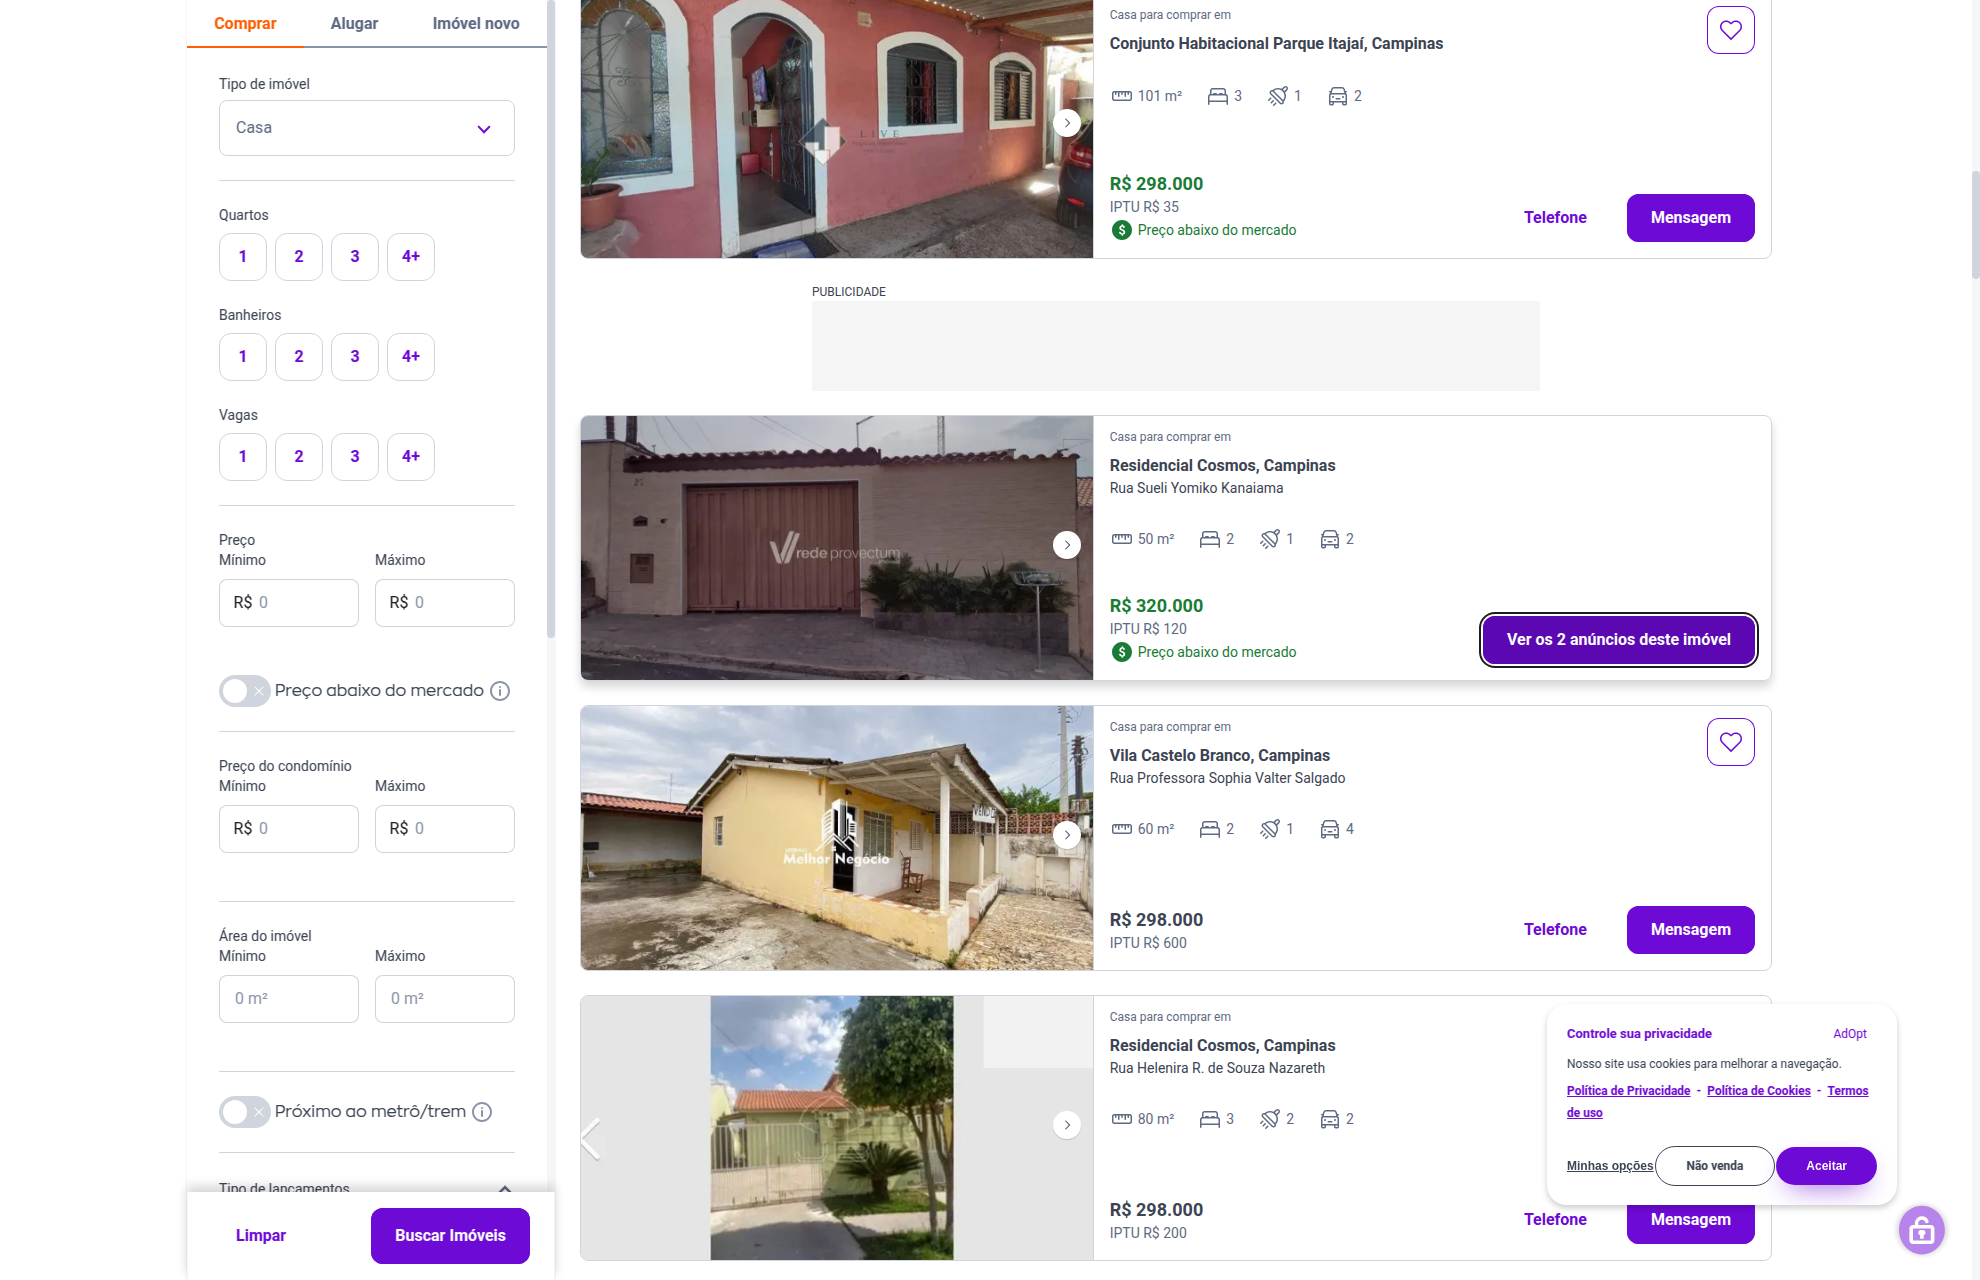 Comprar
Alugar
Imóvel novo
Tipo de imóvel
Casa
Quartos
1
2
3
4+
Banheiros
1
2
3
4+
Vagas
1
2
3
4+
Preço
Mínimo
Máximo
R$ 0
R$ 0
Preço abaixo do mercado
Preço do condomínio
Mínimo
Máximo
R$ 0
R$ 0
Área do imóvel
Mínimo
Máximo
0 m²
0 m²
Próximo ao metrô/trem
Tipo de lançamentos
Limpar
Buscar Imóveis
LIVE
Casa para comprar em
Conjunto Habitacional Parque Itajaí, Campinas
101 m²
3
1
2
R$ 298.000
IPTU R$ 35
Preço abaixo do mercado
Telefone
Mensagem
PUBLICIDADE
rede provectum
Casa para comprar em
Residencial Cosmos, Campinas
Rua Sueli Yomiko Kanaiama
50 m²
2
1
2
R$ 320.000
IPTU R$ 120
Preço abaixo do mercado
Ver os 2 anúncios deste imóvel
VENDO
Melhor Negócio
Casa para comprar em
Vila Castelo Branco, Campinas
Rua Professora Sophia Valter Salgado
60 m²
2
1
4
R$ 298.000
IPTU R$ 600
Telefone
Mensagem
Casa para comprar em
Residencial Cosmos, Campinas
Rua Helenira R. de Souza Nazareth
80 m²
3
2
2
R$ 298.000
IPTU R$ 200
Telefone
Mensagem
Controle sua privacidade
AdOpt
Nosso site usa cookies para melhorar a navegação.
Política de Privacidade - Política de Cookies - Termos
de uso
Minhas opções
Não venda
Aceitar